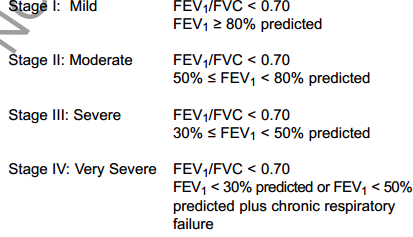 Stage I: Mild FEV₁/FVC < 0.70
FEV₁ ≥ 80% predicted
Stage II: Moderate FEV₁/FVC < 0.70
50% ≤ FEV₁ < 80% predicted
Stage III: Severe FEV₁/FVC < 0.70
30% ≤ FEV₁ < 50% predicted
Stage IV: Very Severe FEV₁/FVC < 0.70
FEV₁ < 30% predicted or FEV₁ < 50%
predicted plus chronic respiratory
failure